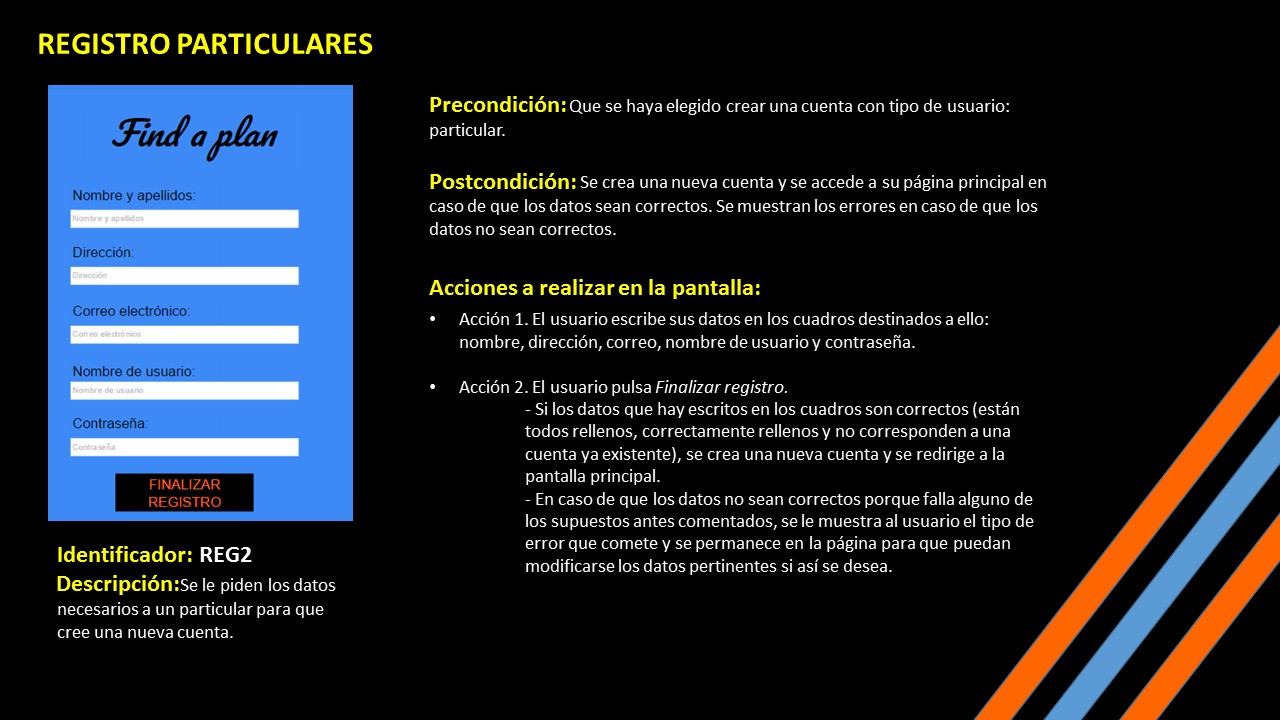 REGISTRO PARTICULARES
Find a plan
Nombre y apellidos:
Nombre y apellidos
Dirección:
Dirección
Correo electrónico:
Correo electrónico
Nombre de usuario:
Nombre de usuario
Contraseña:
Contraseña
FINALIZAR
REGISTRO
Identificador: REG2
Descripción:Se le piden los datos
necesarios a un particular para que
cree una nueva cuenta.
Precondición: Que se haya elegido crear una cuenta con tipo de usuario:
particular.
Postcondición: Se crea una nueva cuenta y se accede a su página principal en
caso de que los datos sean correctos. Se muestran los errores en caso de que los
datos no sean correctos.
Acciones a realizar en la pantalla:
• Acción 1. El usuario escribe sus datos en los cuadros destinados a ello:
nombre, dirección, correo, nombre de usuario y contraseña.
• Acción 2. El usuario pulsa Finalizar registro.
- Si los datos que hay escritos en los cuadros son correctos (están
todos rellenos, correctamente rellenos y no corresponden a una
cuenta ya existente), se crea una nueva cuenta y se redirige a la
pantalla principal.
- En caso de que los datos no sean correctos porque falla alguno de
los supuestos antes comentados, se le muestra al usuario el tipo de
error que comete y se permanece en la página para que puedan
modificarse los datos pertinentes si así se desea.